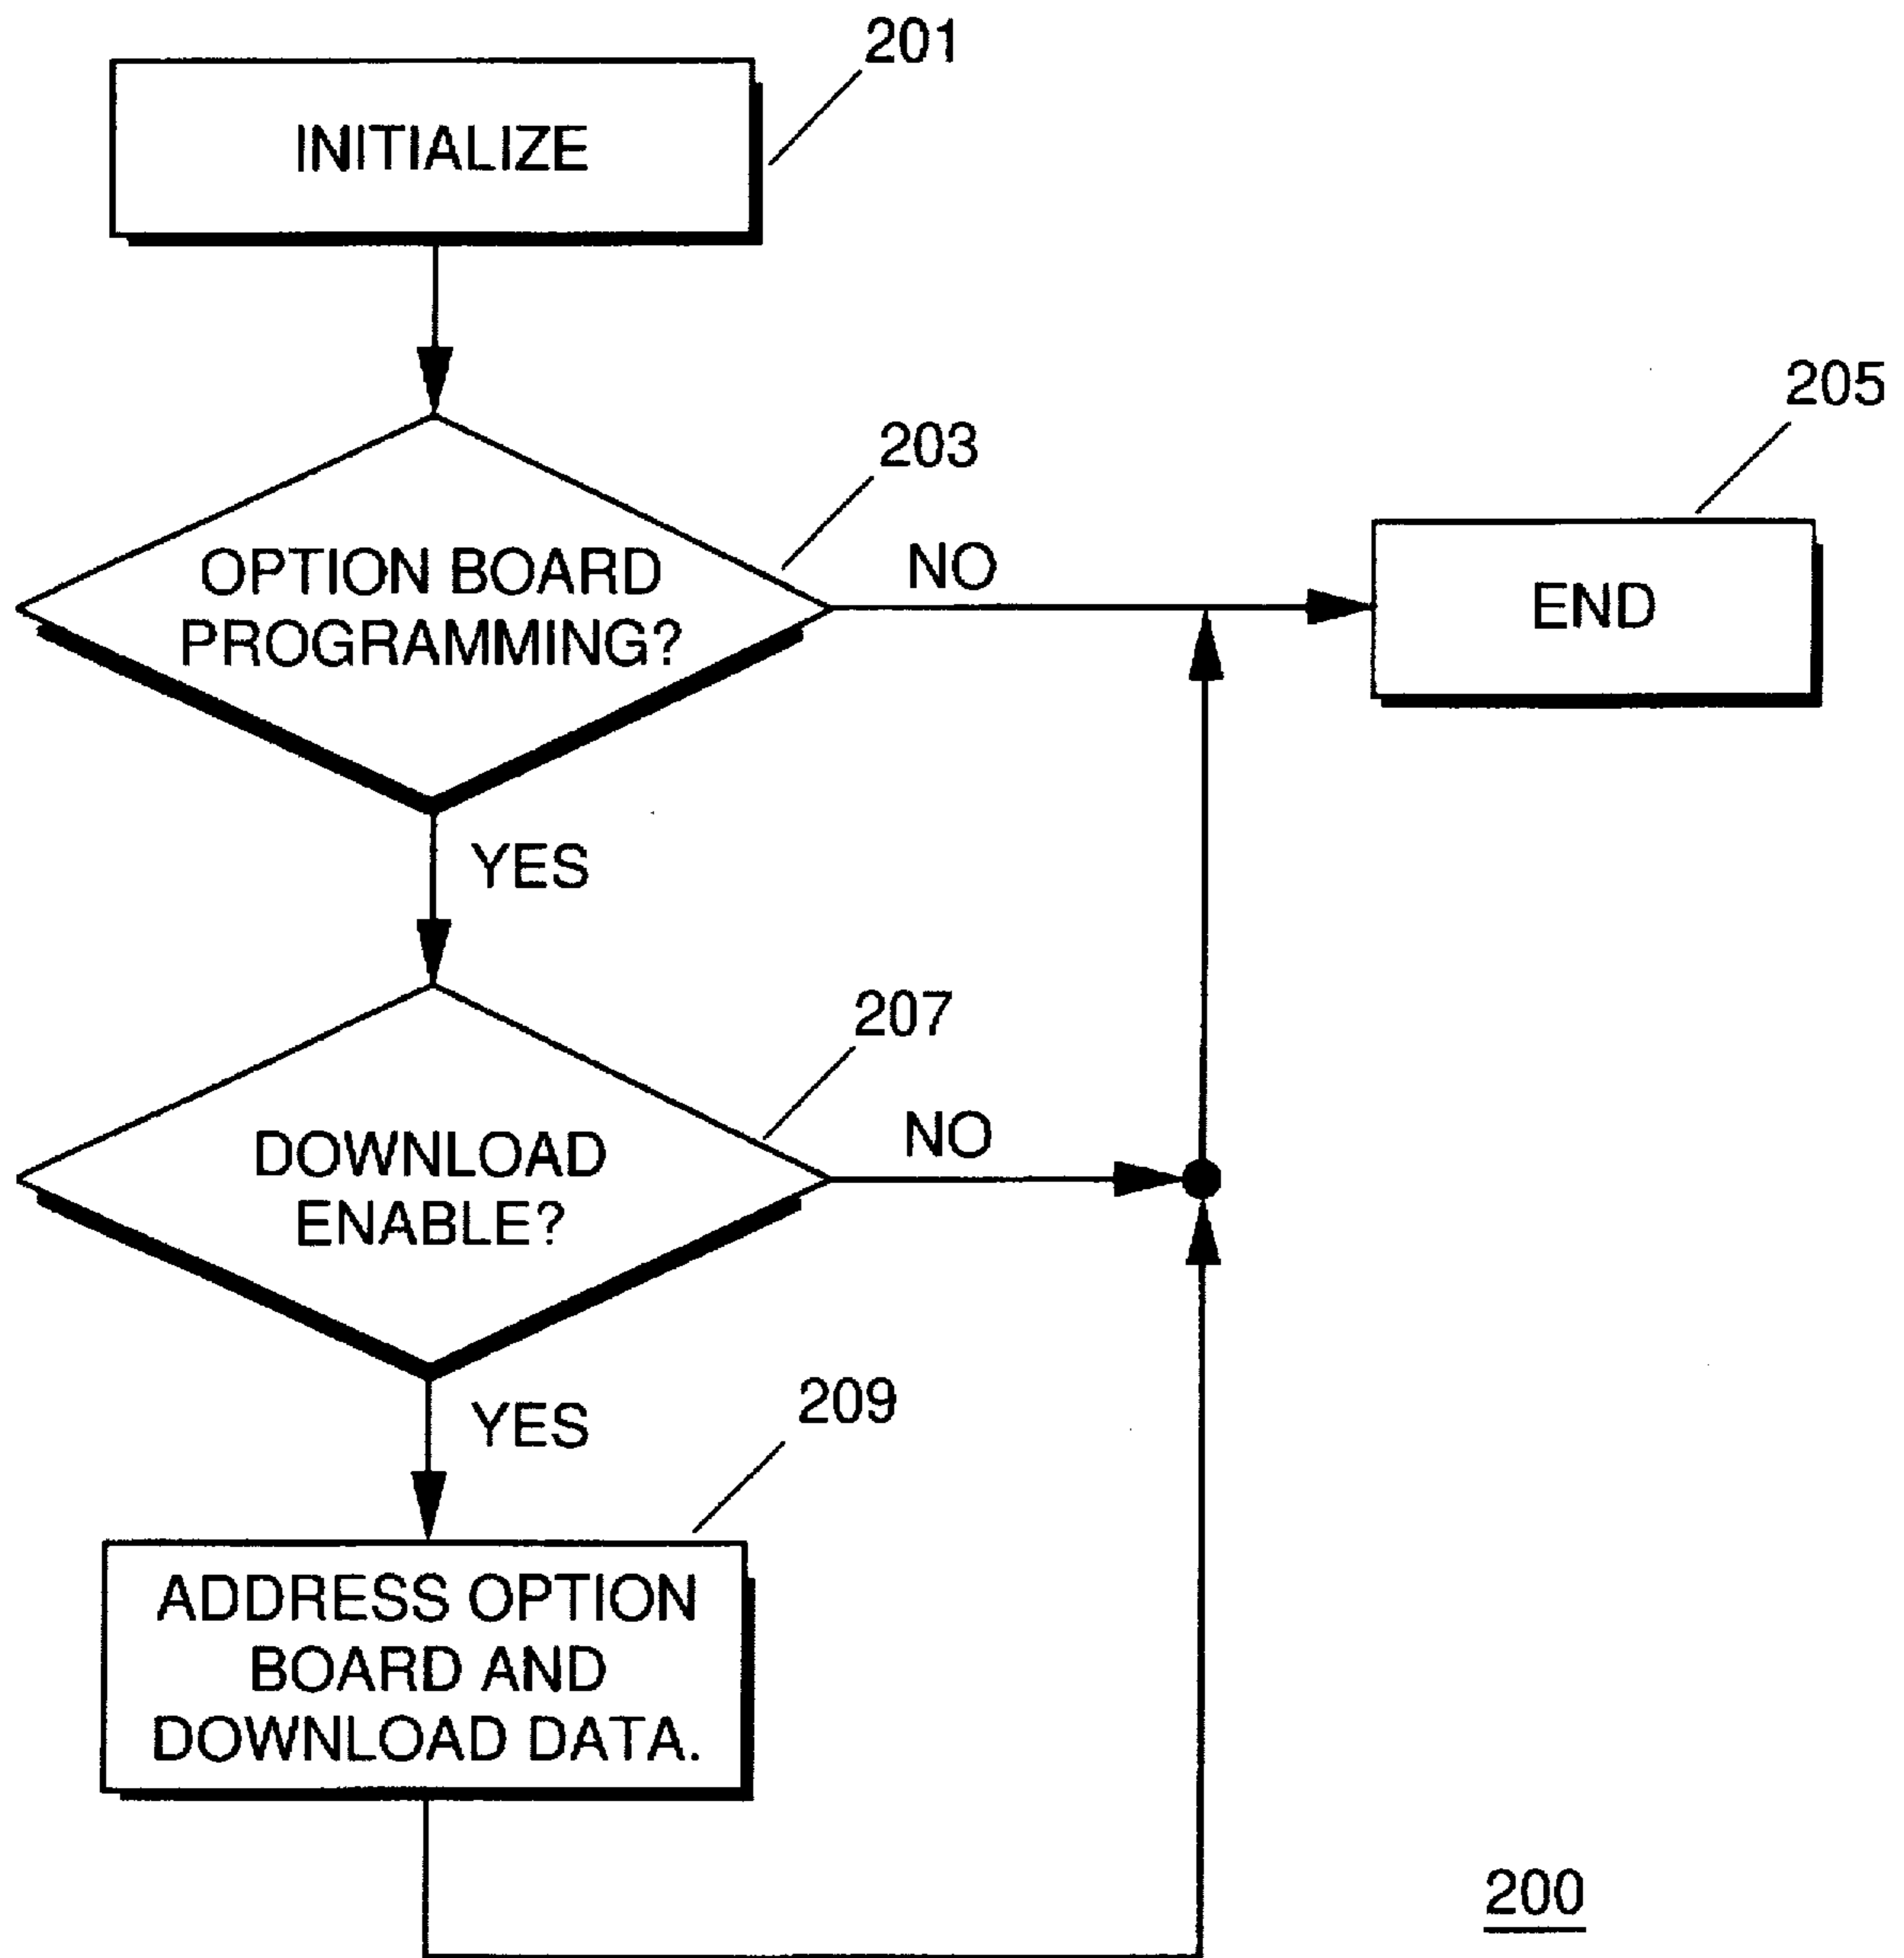 201
INITIALIZE
205
203
OPTION BOARD
PROGRAMMING?
NO
END
YES
207
DOWNLOAD
ENABLE?
NO
YES
209
ADDRESS OPTION
BOARD AND
DOWNLOAD DATA.
200